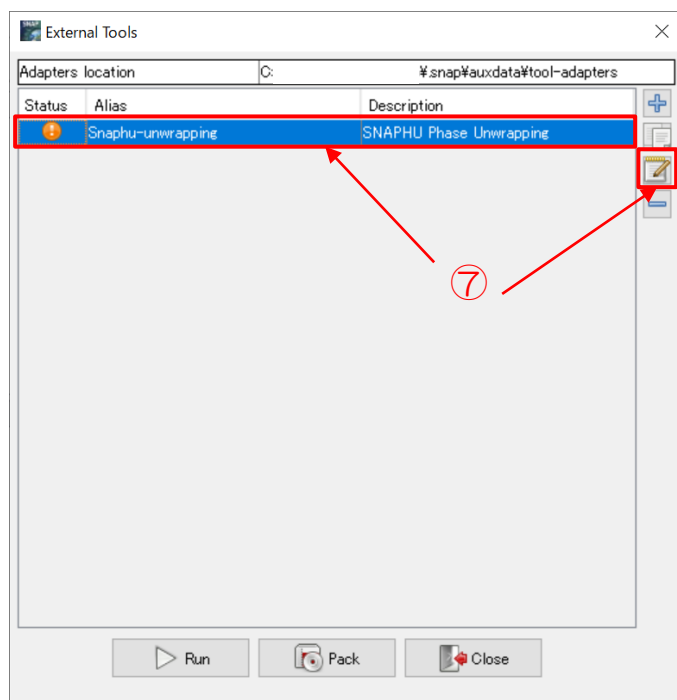 External Tools
Adapters location C: ¥.snap¥auxdata¥tool-adapters
Status Alias Description
Snaphu-unwrapping SNAPHU Phase Unwrapping
⑦
Run Pack Close